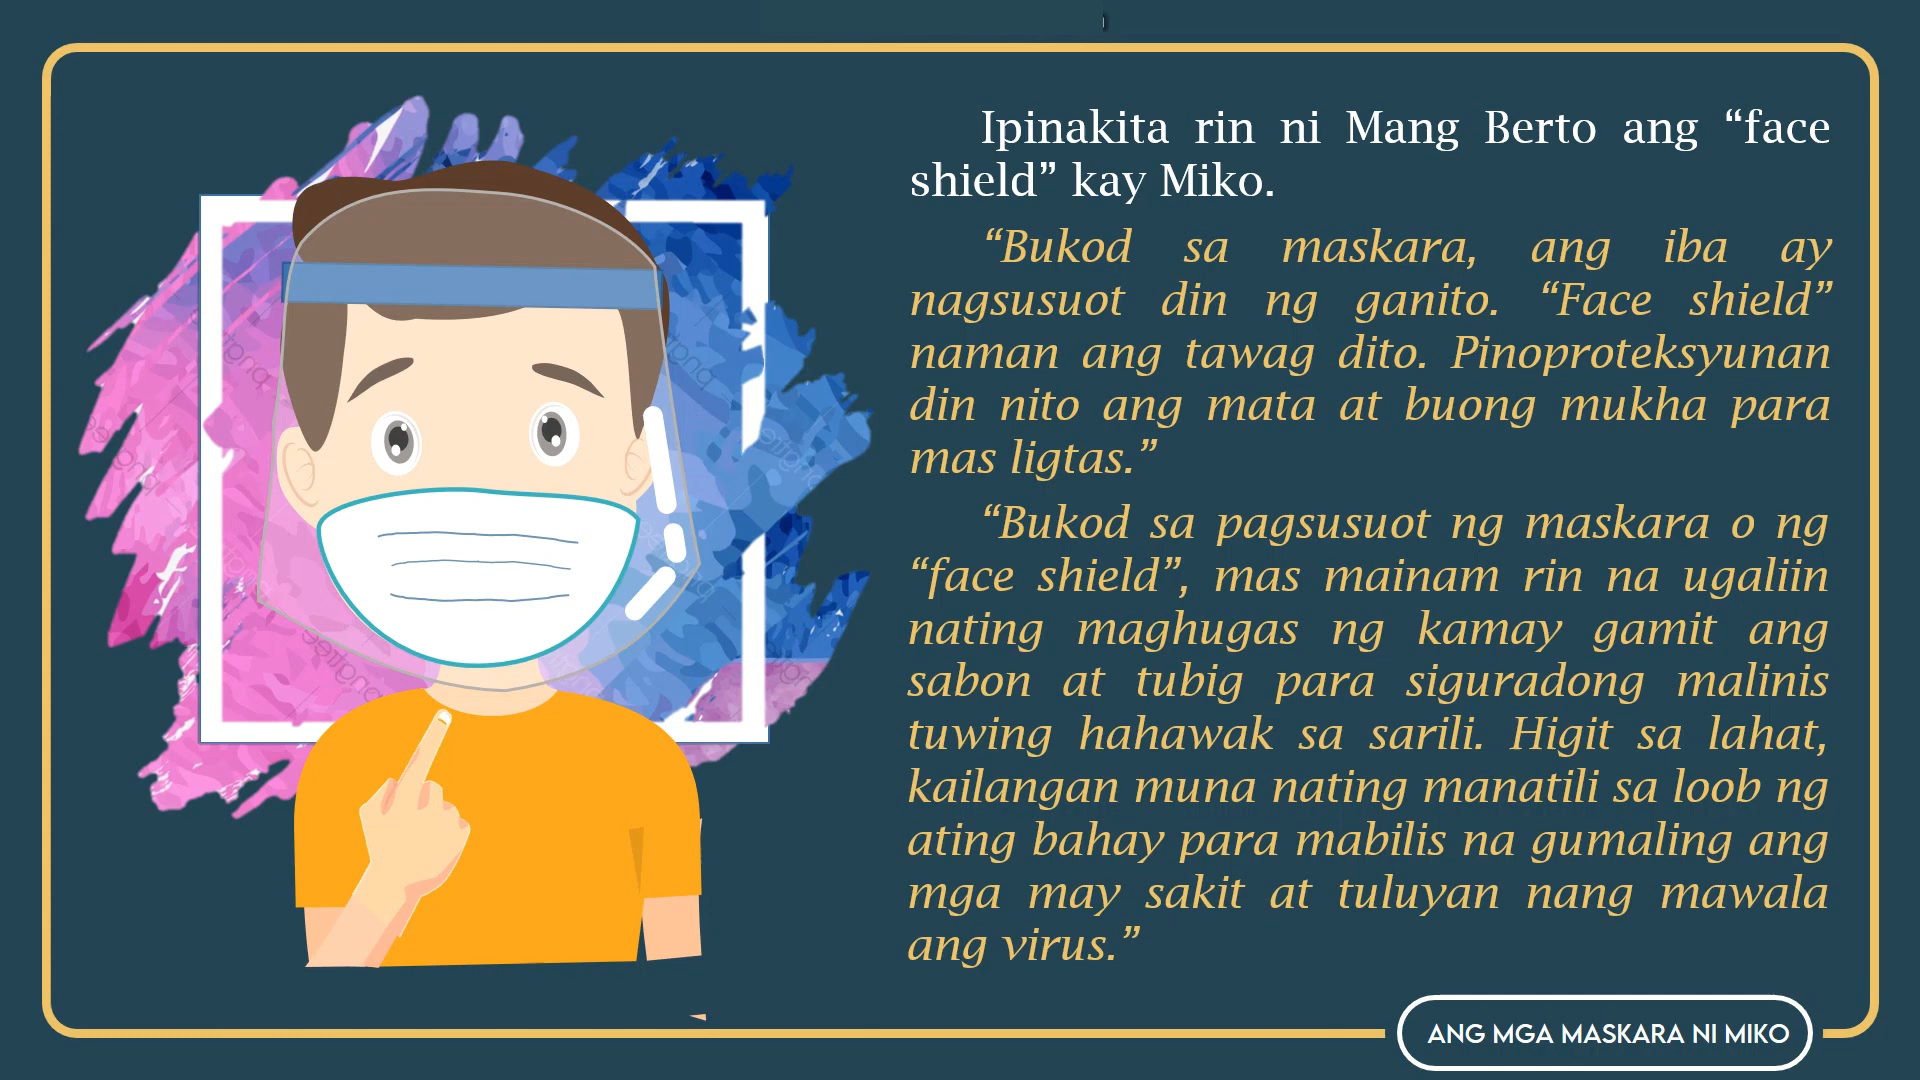 Ipinakita rin ni Mang Berto ang “face
shield” kay Miko.
“Bukod sa maskara, ang iba ay
nagsusuot din ng ganito. “Face shield”
naman ang tawag dito. Pinoproteksyunan
din nito ang mata at buong mukha para
mas ligtas.”
“Bukod sa pagsusuot ng maskara o ng
“face shield”, mas mainam rin na ugaliin
nating maghugas ng kamay gamit ang
sabon at tubig para siguradong malinis
tuwing hahawak sa sarili. Higit sa lahat,
kailangan muna nating manatili sa loob ng
ating bahay para mabilis na gumaling ang
mga may sakit at tuluyan nang mawala
ang virus.”
ANG MGA MASKARA NI MIKO